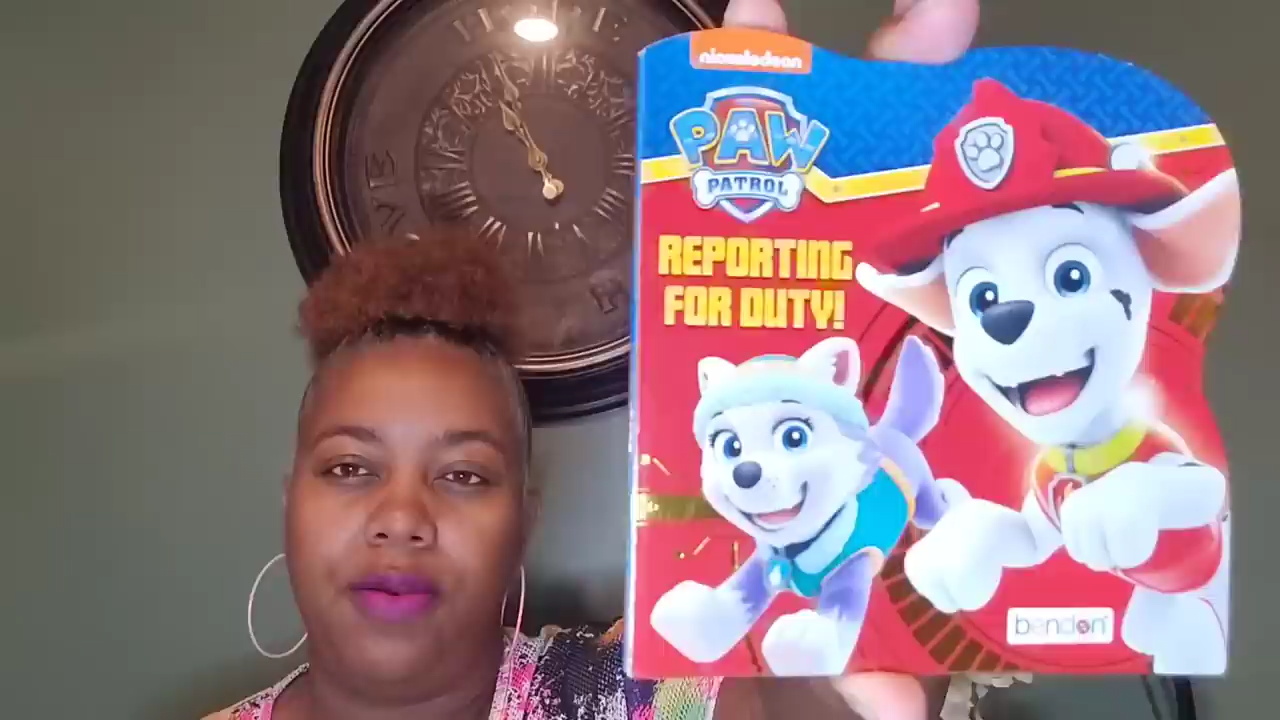 nickelodeon
PAW
PATROL
REPORTING
FOR DUTY!
bendon